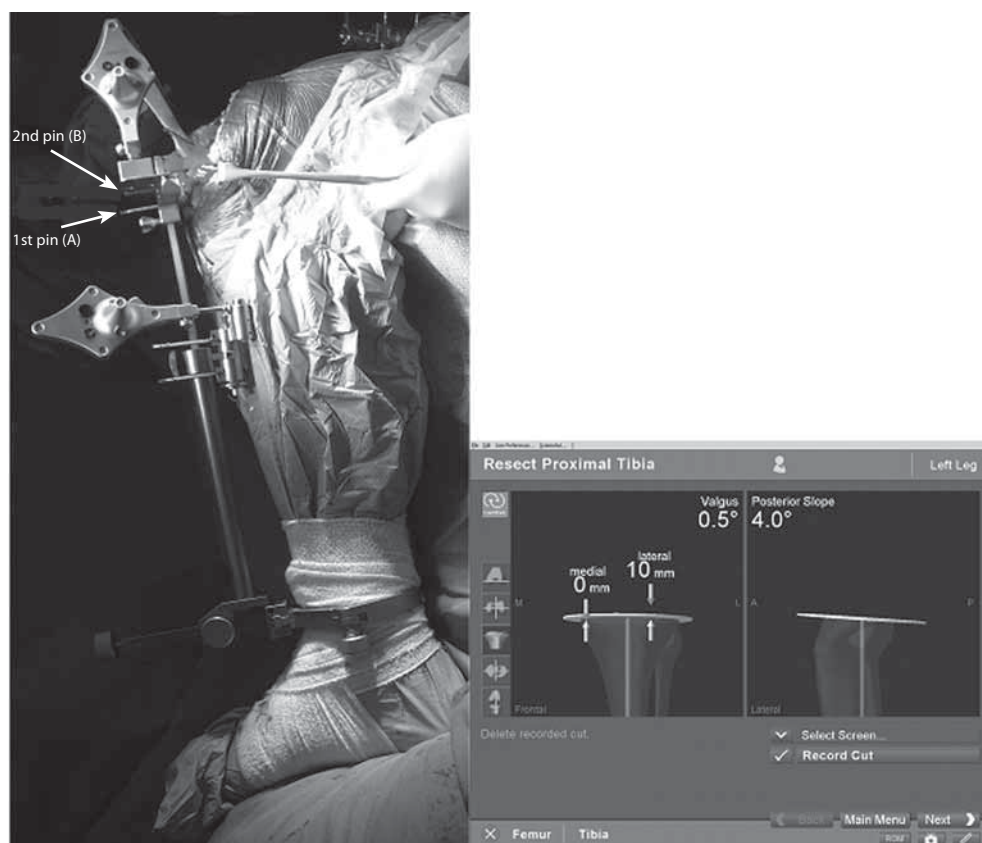 2nd pin (B)
1st pin (A)
Resect Proximal Tibia
Left Leg
Valgus
0.5°
Posterior Slope
4.0°
medial
0 mm
lateral
10 mm
M
L
A
P
Frontal
Lateral
Delete recorded cut.
Select Screen...
Record Cut
Back
Main Menu
Next
Femur
Tibia
ROM